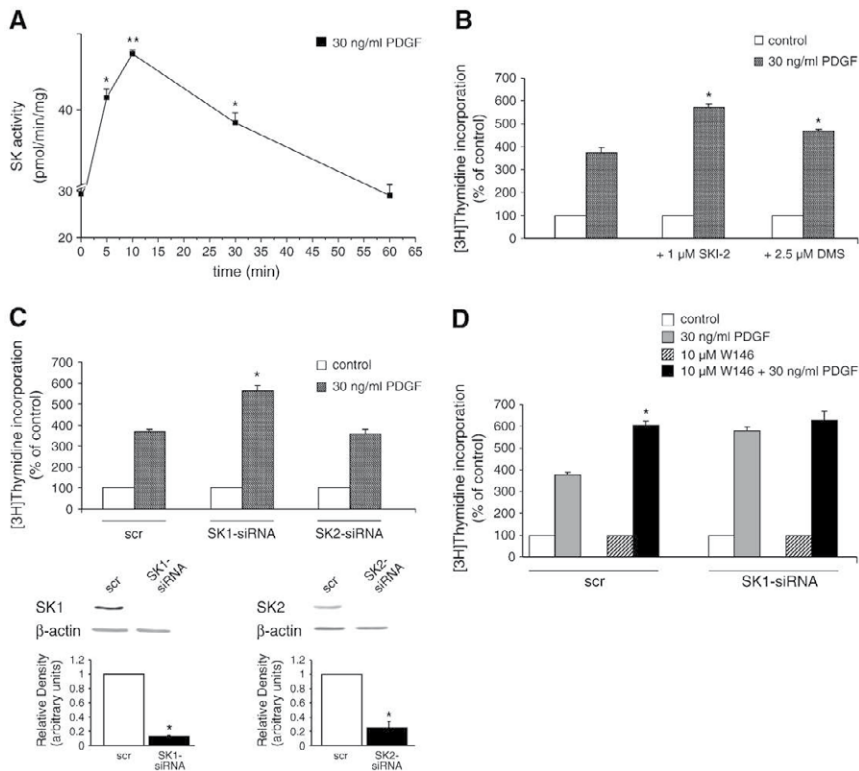 A
30 ng/ml PDGF
*
**
*
SK activity
(pmol/min/mg)
40
30
20
0 5 10 15 20 25 30 35 40 45 50 55 60 65
time (min)
B
control
30 ng/ml PDGF
[3H]Thymidine incorporation
(% of control)
700
600
500
400
300
200
100
0
*
*
+ 1 µM SKI-2
+ 2.5 µM DMS
C
control
30 ng/ml PDGF
[3H]Thymidine incorporation
(% of control)
700
600
500
400
300
200
100
0
*
scr
SK1-siRNA
SK2-siRNA
scr
SK1-
siRNA
SK1
β-actin
Relative Density
(arbitrary units)
1.2
1
0.8
0.6
0.4
0.2
0
*
scr
SK1-
siRNA
scr
SK2-
siRNA
SK2
β-actin
Relative Density
(arbitrary units)
1.2
1
0.8
0.6
0.4
0.2
0
*
scr
SK2-
siRNA
D
control
30 ng/ml PDGF
10 µM W146
10 µM W146 + 30 ng/ml PDGF
[3H]Thymidine incorporation
(% of control)
700
600
500
400
300
200
100
0
*
scr
SK1-siRNA